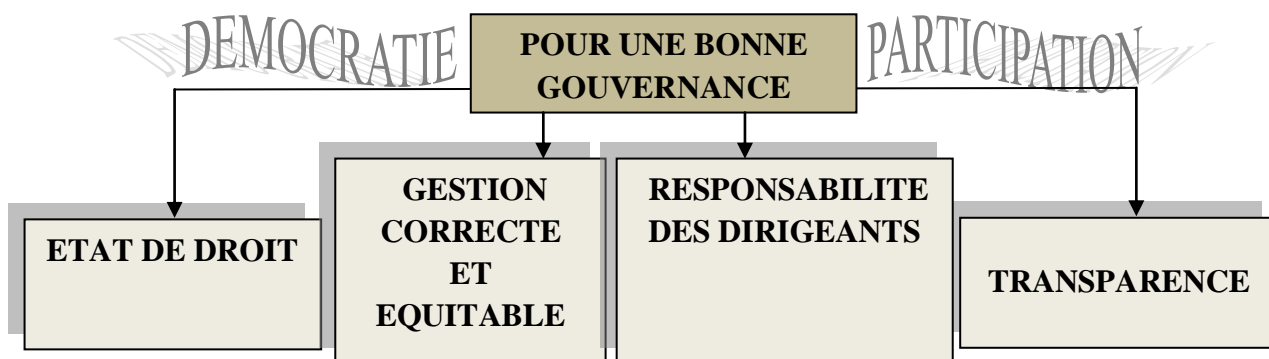 DEMOCRATIE
POUR UNE BONNE
GOUVERNANCE
PARTICIPATION
ETAT DE DROIT
GESTION
CORRECTE
ET
EQUITABLE
RESPONSABILITE
DES DIRIGEANTS
TRANSPARENCE